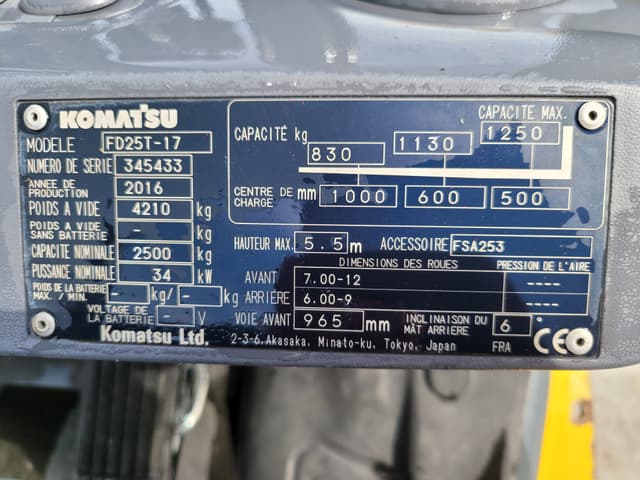 KOMATSU
MODELE FD25T-17
NUMERO DE SERIE 345433
ANNEE DE PRODUCTION 2016
POIDS A VIDE 4210 kg
POIDS A VIDE SANS BATTERIE - kg
CAPACITE NOMINALE 2500 kg
PUISSANCE NOMINALE 34 kW
POIDS DE LA BATTERIE MAX. / MIN. - kg/ - kg
VOLTAGE DE LA BATTERIE - V
Komatsu Ltd.
CAPACITE MAX.
CAPACITÉ kg 830 1130 1250
CENTRE DE CHARGE mm 1000 600 500
HAUTEUR MAX. 5.5 m ACCESSOIRE FSA253
DIMENSIONS DES ROUES PRESSION DE L'AIRE
AVANT 7.00-12 ----
ARRIÈRE 6.00-9 ----
VOIE AVANT 965 mm INCLINAISON DU MÂT ARRIERE 6 °
2-3-6, Akasaka, Minato-ku, Tokyo, Japan FRA CE